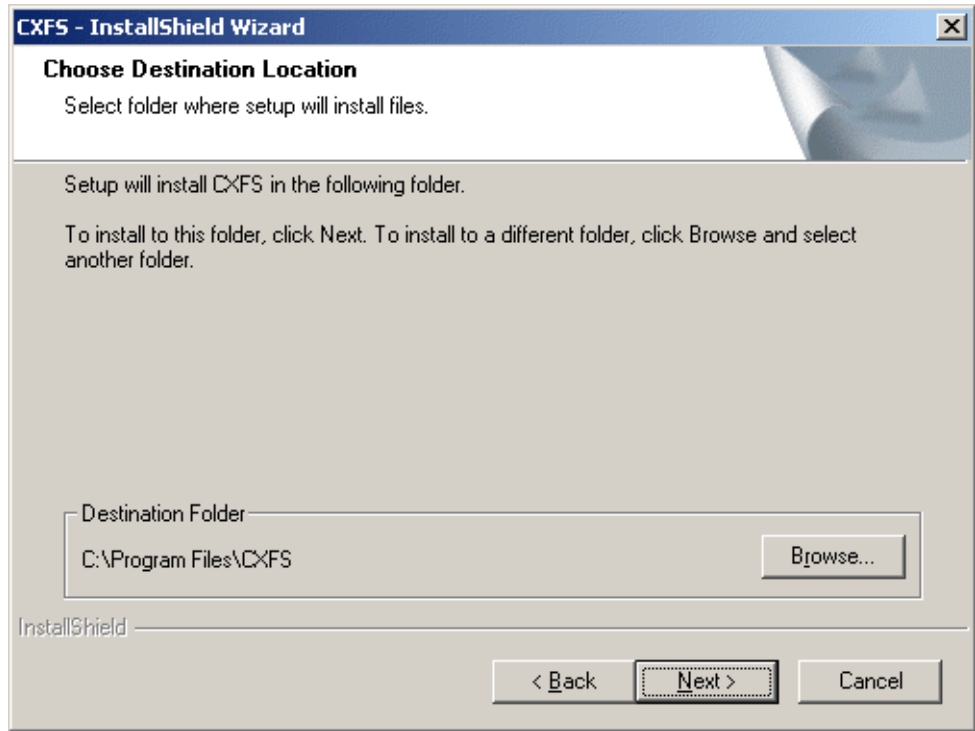 CXFS - InstallShield Wizard
Choose Destination Location
Select folder where setup will install files.
Setup will install CXFS in the following folder.
To install to this folder, click Next. To install to a different folder, click Browse and select
another folder.
Destination Folder
C:\Program Files\CXFS
Browse...
InstallShield
< Back
Next >
Cancel